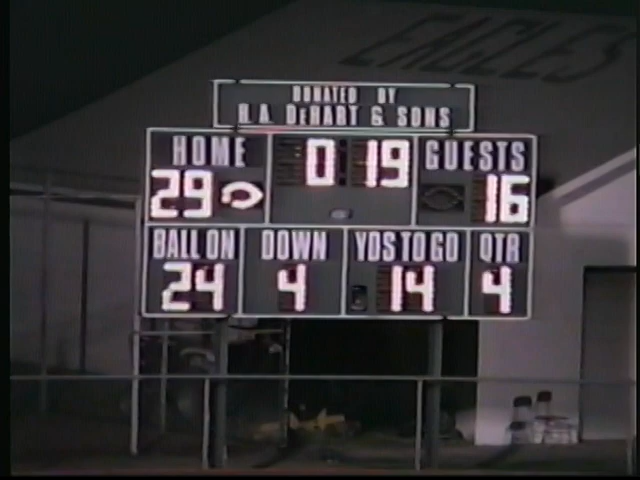 EAGLES
DONATED BY
H.A. DEHART & SONS
HOME 0 19 GUESTS
29 16
BALL ON DOWN YDS TO GO QTR
24 4 14 4